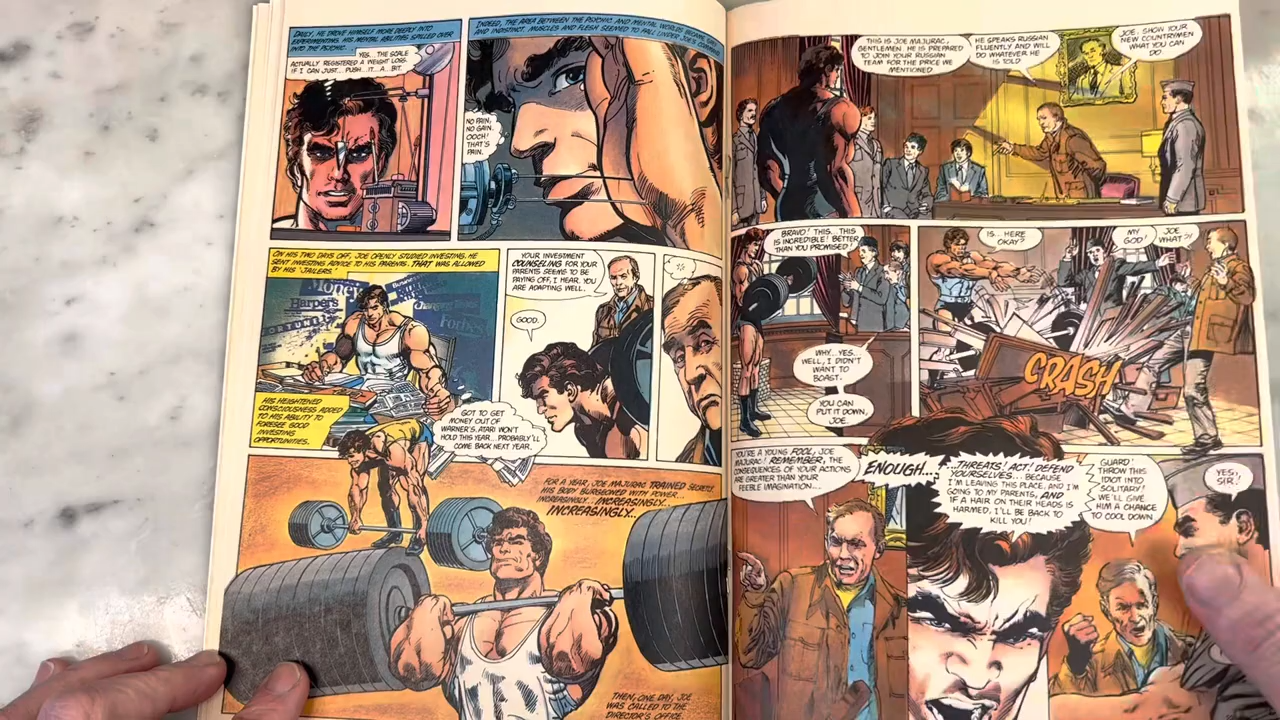 DAILY, HE DROVE HIMSELF MORE DEEPLY INTO
EXPERIMENTING. HIS MENTAL ABILITIES SPILLED OVER
INTO THE PSYCHIC.
YES. THE SCALE
ACTUALLY REGISTERED A WEIGHT LOSS.
IF I CAN JUST... PUSH...IT...A...BIT.
INDEED, THE AREA BETWEEN THE PSYCHIC AND MENTAL WORLDS BECAME
AND INDISTINCT. MUSCLES AND FLESH SEEMED TO FALL UNDER JOE'S
NO PAIN,
NO GAIN.
OOCH!
THAT'S
PAIN.
ON HIS TWO DAYS OFF, JOE OPENLY STUDIED INVESTING. HE
SENT INVESTING ADVICE TO HIS PARENTS. THAT WAS ALLOWED
BY HIS "JAILERS."
Money
Harper's
FORTUNE
Forbes
HIS HEIGHTENED
CONSCIOUSNESS ADDED
TO HIS ABILITY TO
FORESEE GOOD
INVESTING
OPPORTUNITIES.
GOT TO GET
MONEY OUT OF
WARNER'S. ATARI WON'T
HOLD THIS YEAR... PROBABLY'LL
COME BACK NEXT YEAR.
YOUR INVESTMENT
COUNSELING FOR YOUR
PARENTS SEEMS TO BE
PAYING OFF, I HEAR. YOU
ARE ADAPTING WELL.
GOOD.
FOR A YEAR, JOE MAJURAC TRAINED SECRETLY.
HIS BODY BURGEONED WITH POWER...
INCREASINGLY...INCREASINGLY...
INCREASINGLY...
THEN, ONE DAY, JOE
WAS CALLED TO THE
DIRECTOR'S OFFICE.
THIS IS JOE MAJURAC,
GENTLEMEN. HE IS PREPARED
TO JOIN YOUR RUSSIAN
TEAM FOR THE PRICE WE
MENTIONED
HE SPEAKS RUSSIAN
FLUENTLY AND WILL
DO WHATEVER HE
IS TOLD
JOE, SHOW YOUR
NEW COUNTRYMEN
WHAT YOU CAN
DO
BRAVO! THIS...THIS
IS INCREDIBLE! BETTER
THAN YOU PROMISED!
WHY...YES...
WELL, I DIDN'T
WANT TO
BOAST.
YOU CAN
PUT IT DOWN,
JOE.
IS...HERE
OKAY?
MY
GOD!
JOE
WHAT?!
CRASH
YOU'RE A YOUNG FOOL, JOE
MAJURAC! REMEMBER, THE
CONSEQUENCES OF YOUR ACTIONS
ARE GREATER THAN YOUR
FEEBLE IMAGINATION...
ENOUGH...
...THREATS! ACT! DEFEND
YOURSELVES... BECAUSE
I'M LEAVING THIS PLACE, AND I'M
GOING TO MY PARENTS, AND
IF A HAIR ON THEIR HEADS IS
HARMED, I'LL BE BACK TO
KILL YOU!
GUARD!
THROW THIS
IDIOT INTO
SOLITARY!
WE'LL GIVE
HIM A CHANCE
TO COOL DOWN
YES,
SIR!